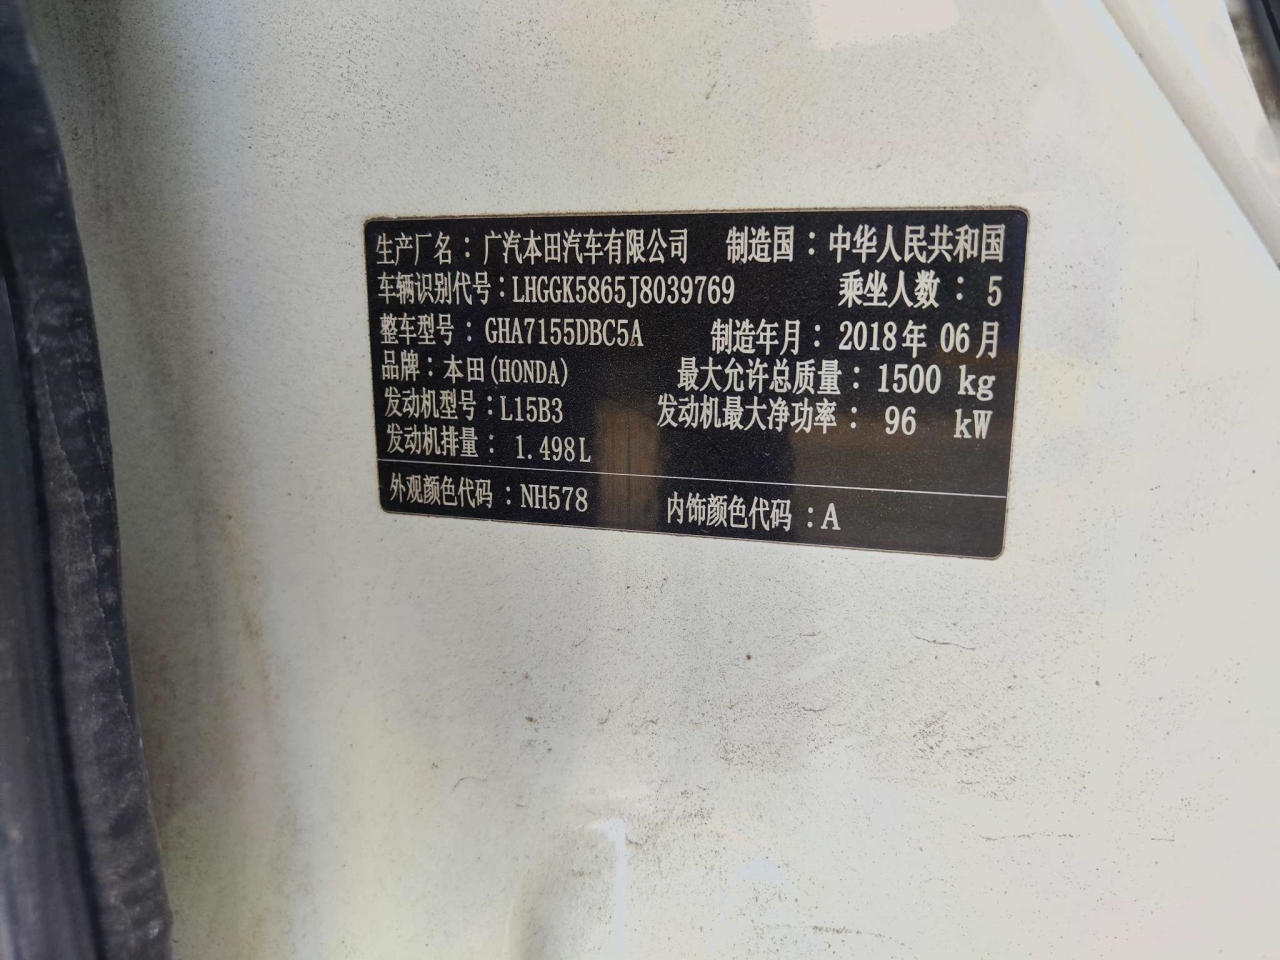 生产厂名：广汽本田汽车有限公司 制造国：中华人民共和国
车辆识别代号：LHGGK5865J8039769 乘坐人数：5
整车型号：GHA7155DBC5A 制造年月：2018年06月
品牌：本田(HONDA) 最大允许总质量：1500 kg
发动机型号：L15B3 发动机最大净功率：96 kW
发动机排量：1.498L
外观颜色代码：NH578 内饰颜色代码：A